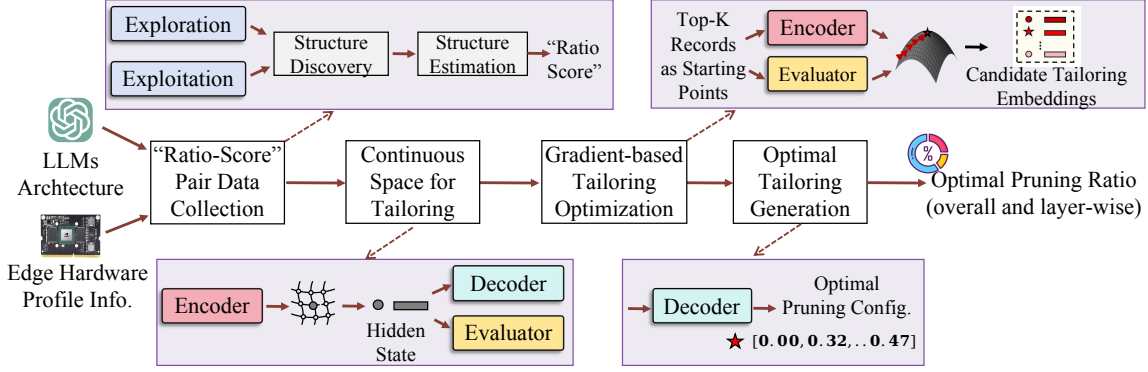 Exploration
Exploitation
Structure
Discovery
Structure
Estimation
“Ratio
Score”
Top-K
Records
as Starting
Points
Encoder
Evaluator
Candidate Tailoring
Embeddings
LLMs
Archtecture
Edge Hardware
Profile Info.
“Ratio-Score”
Pair Data
Collection
Continuous
Space for
Tailoring
Gradient-based
Tailoring
Optimization
Optimal
Tailoring
Generation
%
Optimal Pruning Ratio
(overall and layer-wise)
Encoder
Hidden
State
Decoder
Evaluator
Decoder
Optimal
Pruning Config.
[0.00, 0.32, . . 0.47]